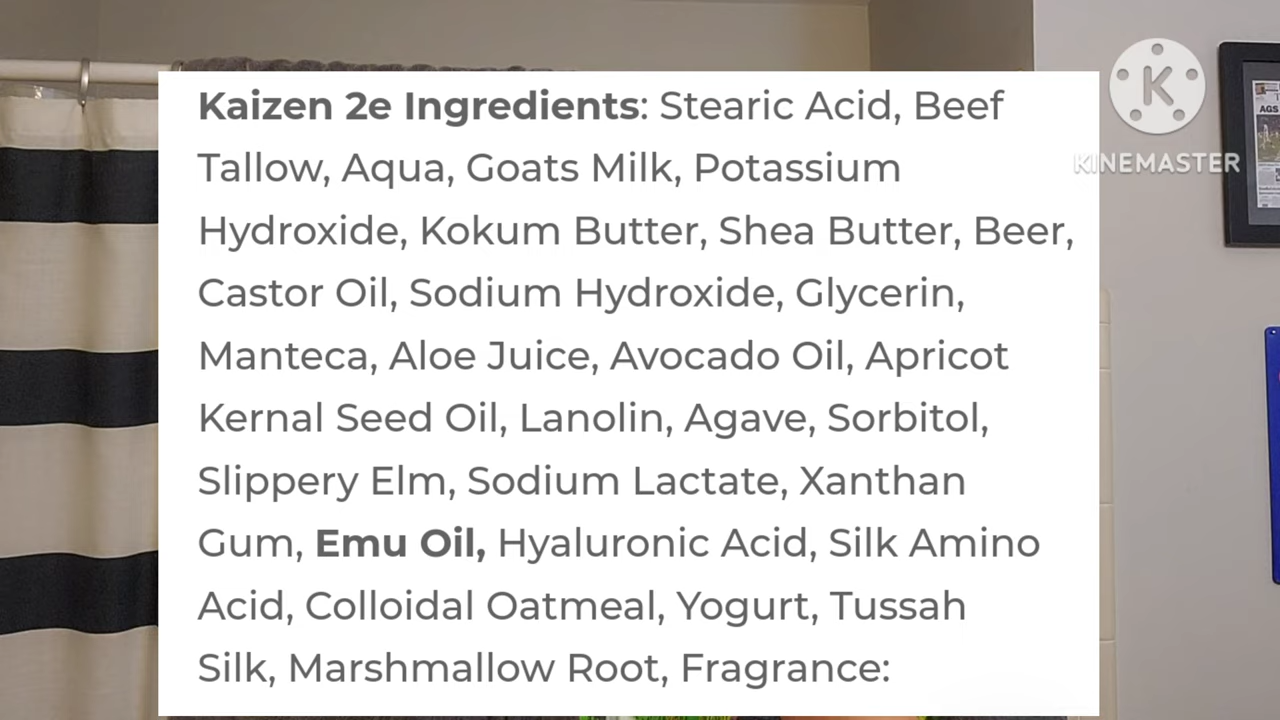 Kaizen 2e Ingredients: Stearic Acid, Beef
Tallow, Aqua, Goats Milk, Potassium
Hydroxide, Kokum Butter, Shea Butter, Beer,
Castor Oil, Sodium Hydroxide, Glycerin,
Manteca, Aloe Juice, Avocado Oil, Apricot
Kernal Seed Oil, Lanolin, Agave, Sorbitol,
Slippery Elm, Sodium Lactate, Xanthan
Gum, Emu Oil, Hyaluronic Acid, Silk Amino
Acid, Colloidal Oatmeal, Yogurt, Tussah
Silk, Marshmallow Root, Fragrance:
K
KINEMASTER
AGS